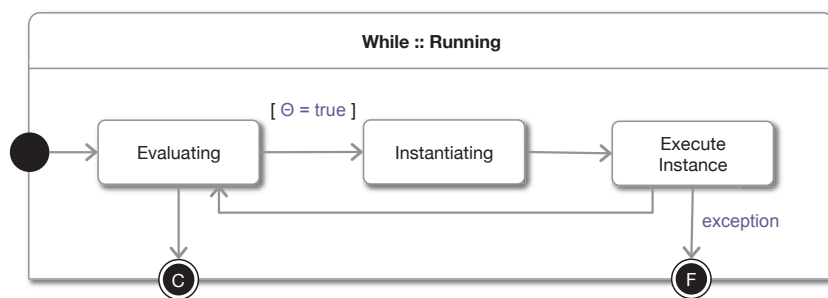 While :: Running
[ Θ = true ]
Evaluating
Instantiating
Execute
Instance
exception
C
F